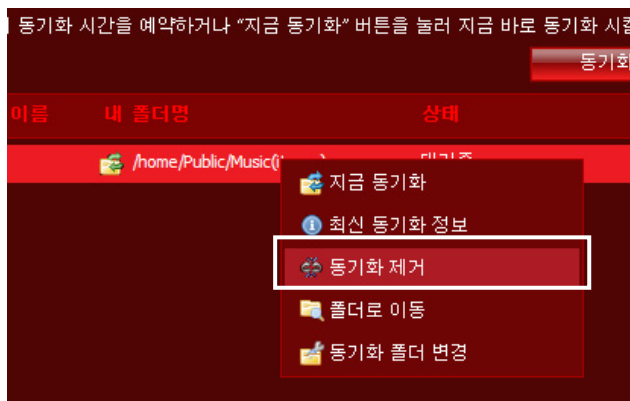 동기화 시간을 예약하거나 “지금 동기화” 버튼을 눌러 지금 바로 동기화 시킬
동기화
이름 내 폴더명 상태
/home/Public/Music(
지금 동기화
최신 동기화 정보
동기화 제거
폴더로 이동
동기화 폴더 변경